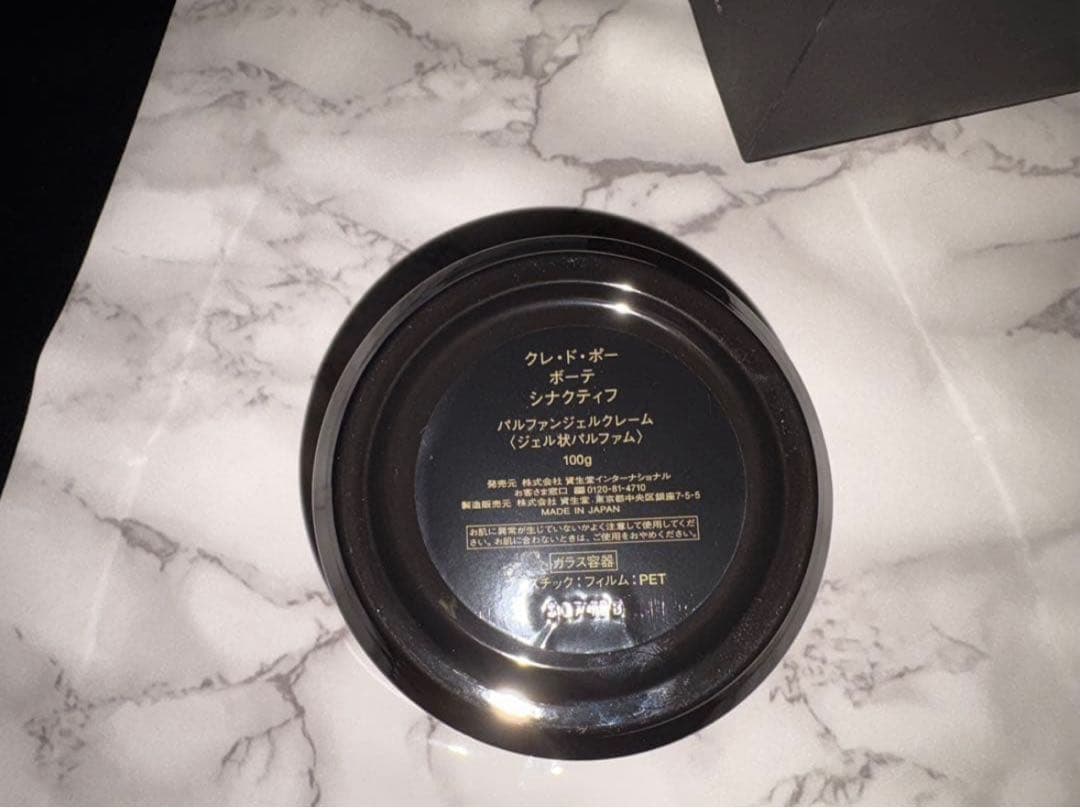 クレ・ド・ポー
ボーテ
シナクティフ
パルファンジェルクレーム
〈ジェル状パルファム〉
100g
発売元 株式会社 資生堂インターナショナル
お客さま窓口 0120-81-4710
製造販売元 株式会社 資生堂 東京都中央区銀座7-5-5
MADE IN JAPAN
お肌に異常が生じていないかよく注意して使用してくだ
さい。お肌に合わないときは、ご使用をおやめください。
ガラス容器
スチック:フィルム:PET